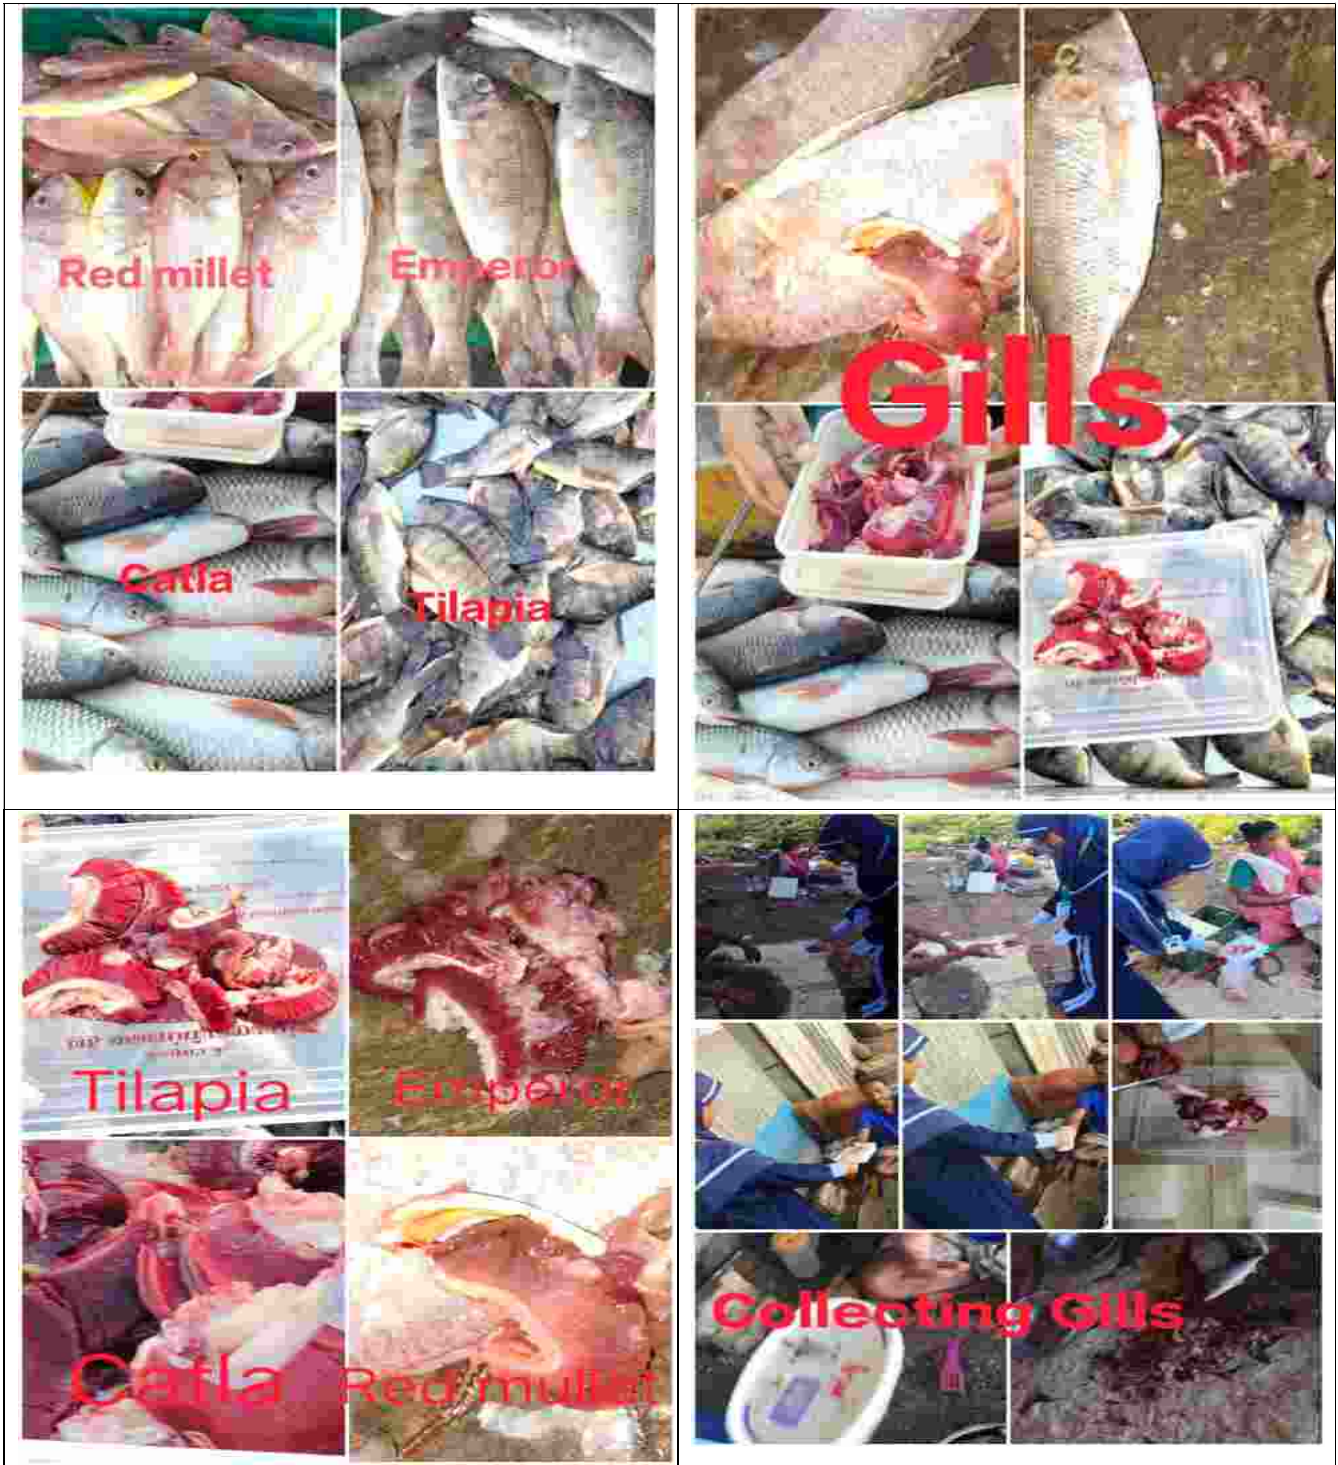 Red millet
Emperor
Catla
Tilapia
Gills
Tilapia
Emperor
Catla
Red mullet
Collecting Gills